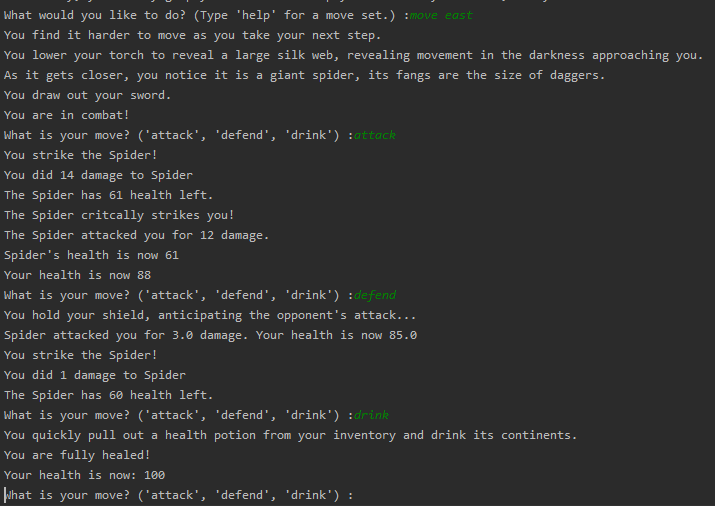 What would you like to do? (Type 'help' for a move set.) :move east
You find it harder to move as you take your next step.
You lower your torch to reveal a large silk web, revealing movement in the darkness approaching you.
As it gets closer, you notice it is a giant spider, its fangs are the size of daggers.
You draw out your sword.
You are in combat!
What is your move? ('attack', 'defend', 'drink') :attack
You strike the Spider!
You did 14 damage to Spider
The Spider has 61 health left.
The Spider critcally strikes you!
The Spider attacked you for 12 damage.
Spider's health is now 61
Your health is now 88
What is your move? ('attack', 'defend', 'drink') :defend
You hold your shield, anticipating the opponent's attack...
Spider attacked you for 3.0 damage. Your health is now 85.0
You strike the Spider!
You did 1 damage to Spider
The Spider has 60 health left.
What is your move? ('attack', 'defend', 'drink') :drink
You quickly pull out a health potion from your inventory and drink its continents.
You are fully healed!
Your health is now: 100
What is your move? ('attack', 'defend', 'drink') :